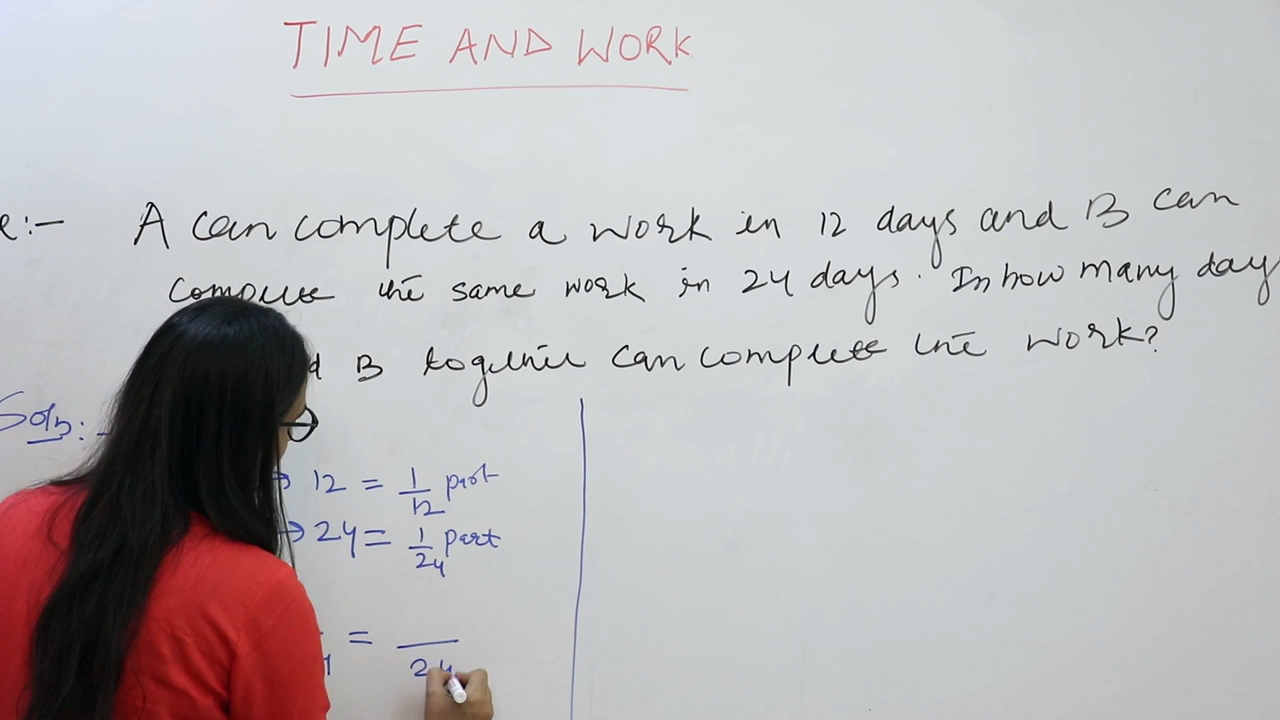 TIME AND WORK
e:- A can complete a work in 12 days and B can
complete the same work in 24 days. In how many day
d B together can complete the work?
Soln:-
→ 12 = 1/12 part
→ 24 = 1/24 part
= /24